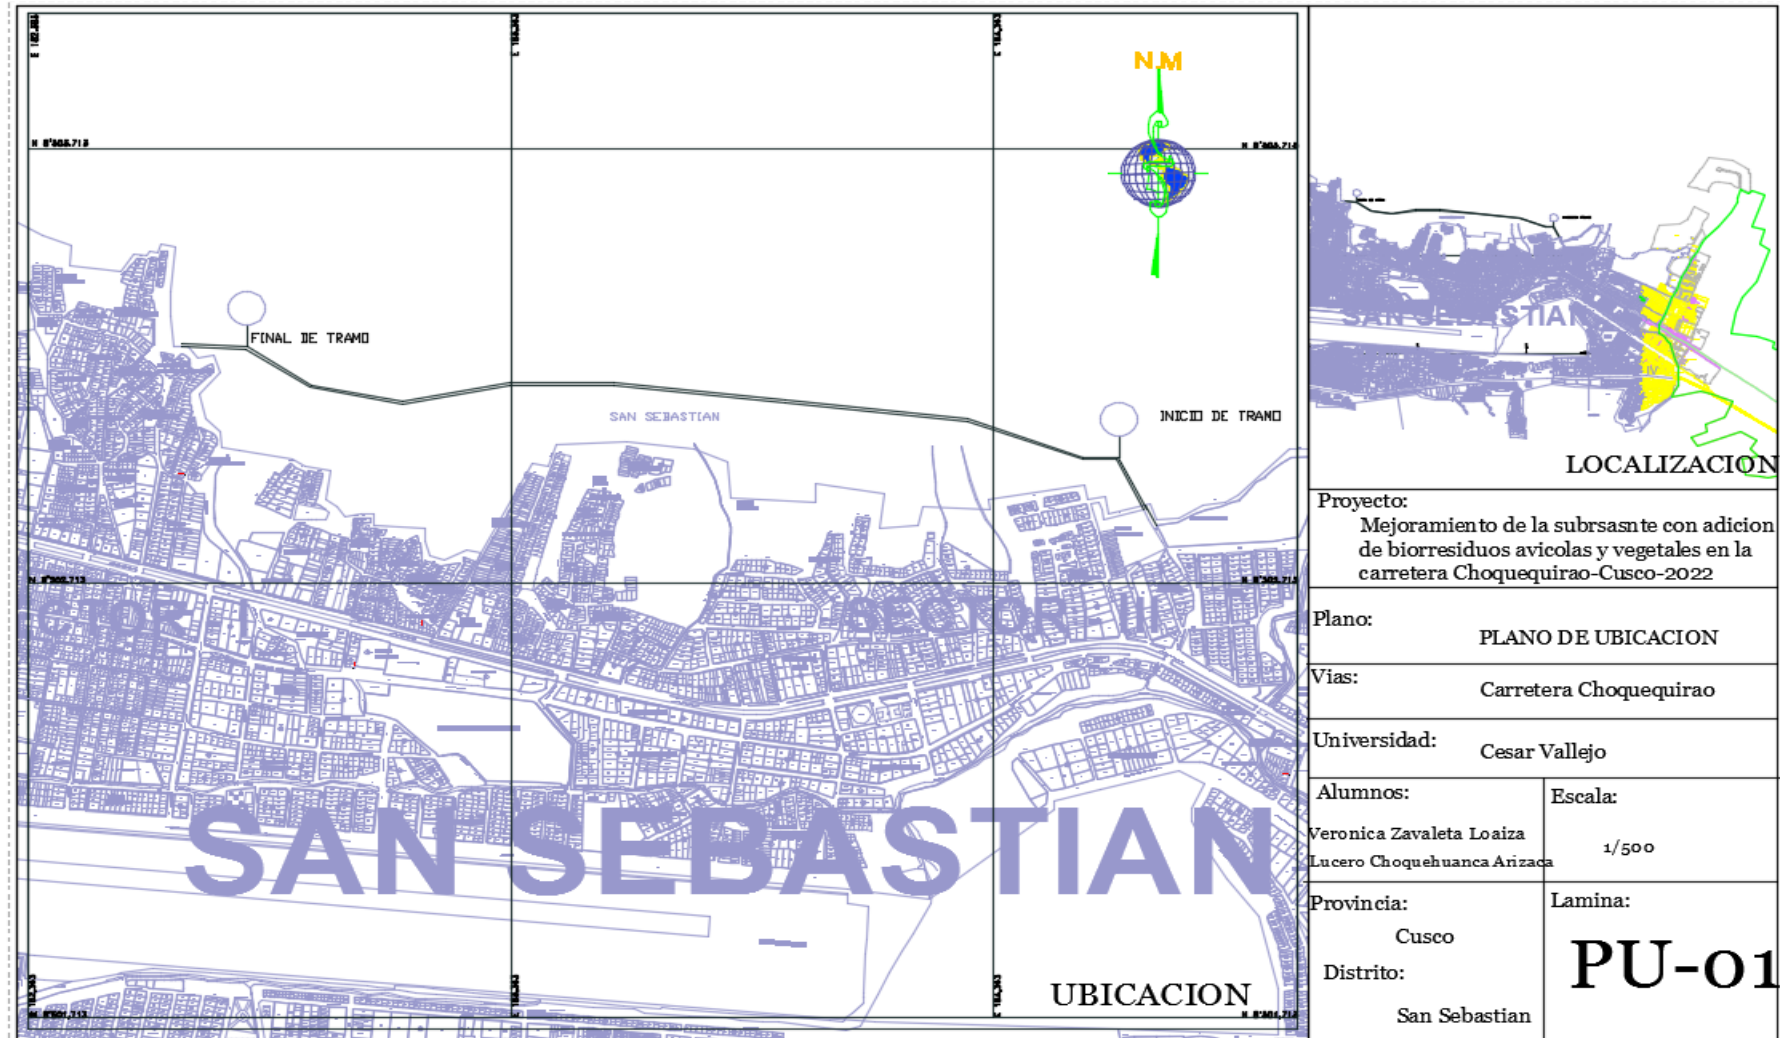 N.M
FINAL DE TRAMO
INICIO DE TRAMO
SAN SEBASTIAN
SECTOR III
SAN SEBASTIAN
UBICACION
SAN SEBASTIAN
IV
LOCALIZACION
Proyecto:
Mejoramiento de la subrsasnte con adicion
de biorresiduos avicolas y vegetales en la
carretera Choquequirao-Cusco-2022
Plano:
PLANO DE UBICACION
Vias:
Carretera Choquequirao
Universidad:
Cesar Vallejo
Alumnos:
Veronica Zavaleta Loaiza
Lucero Choquehuanca Arizaca
Escala:
1/500
Provincia:
Cusco
Distrito:
San Sebastian
Lamina:
PU-01